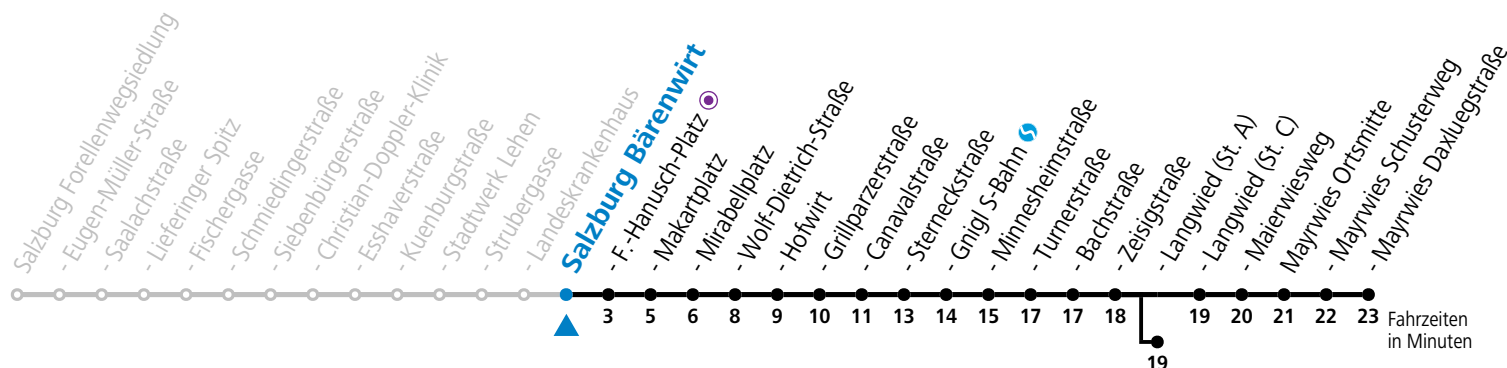 Salzburg Forellenwegsiedlung
- Eugen-Müller-Straße
- Saalachstraße
- Lieferinger Spitz
- Fischergasse
- Schmiedingerstraße
- Siebenbürgerstraße
- Christian-Doppler-Klinik
- Esshaverstraße
- Kuenburgstraße
- Stadtwerk Lehen
- Strubergasse
- Landeskrankenhaus
Salzburg Bärenwirt
- F.-Hanusch-Platz
- Makartplatz
- Mirabellplatz
- Wolf-Dietrich-Straße
- Hofwirt
- Grillparzerstraße
- Canavalstraße
- Sterneckstraße
- Gnigl S-Bahn
- Minnesheimstraße
- Turnerstraße
- Bachstraße
- Zeisigstraße
- Langwied (St. A)
- Langwied (St. C)
- Maierwiesweg
Mayrwies Ortsmitte
- Mayrwies Schusterweg
- Mayrwies Daxluegstraße
3 5 6 8 9 10 11 13 14 15 17 17 18 19 20 21 22 23
Fahrzeiten
in Minuten
19